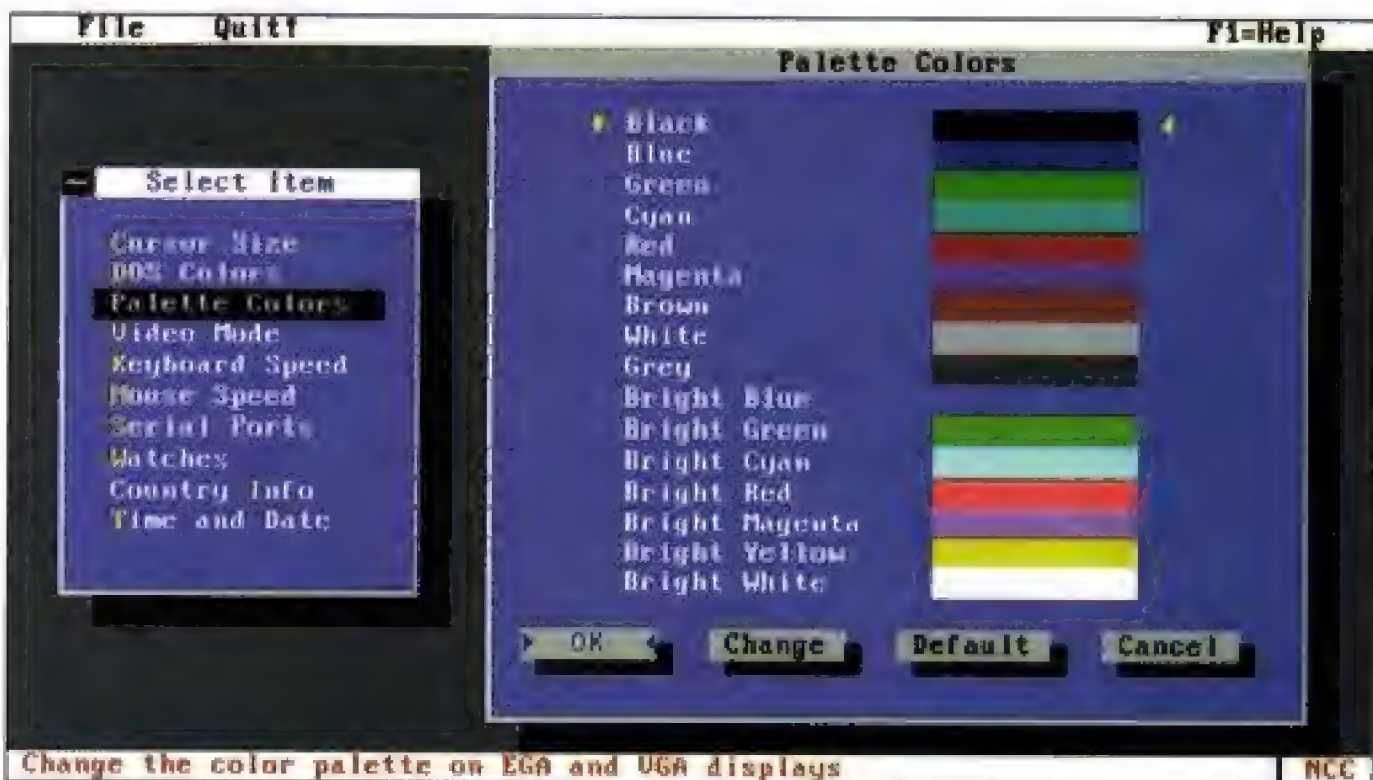 File Quit! F1=Help
Palette Colors
Black
Blue
Green
Cyan
Red
Magenta
Brown
White
Grey
Bright Blue
Bright Green
Bright Cyan
Bright Red
Bright Magenta
Bright Yellow
Bright White
OK Change Default Cancel
Select Item
Cursor Size
DOS Colors
Palette Colors
Video Mode
Keyboard Speed
Mouse Speed
Serial Ports
Watches
Country Info
Time and Date
Change the color palette on EGA and VGA displays NCC